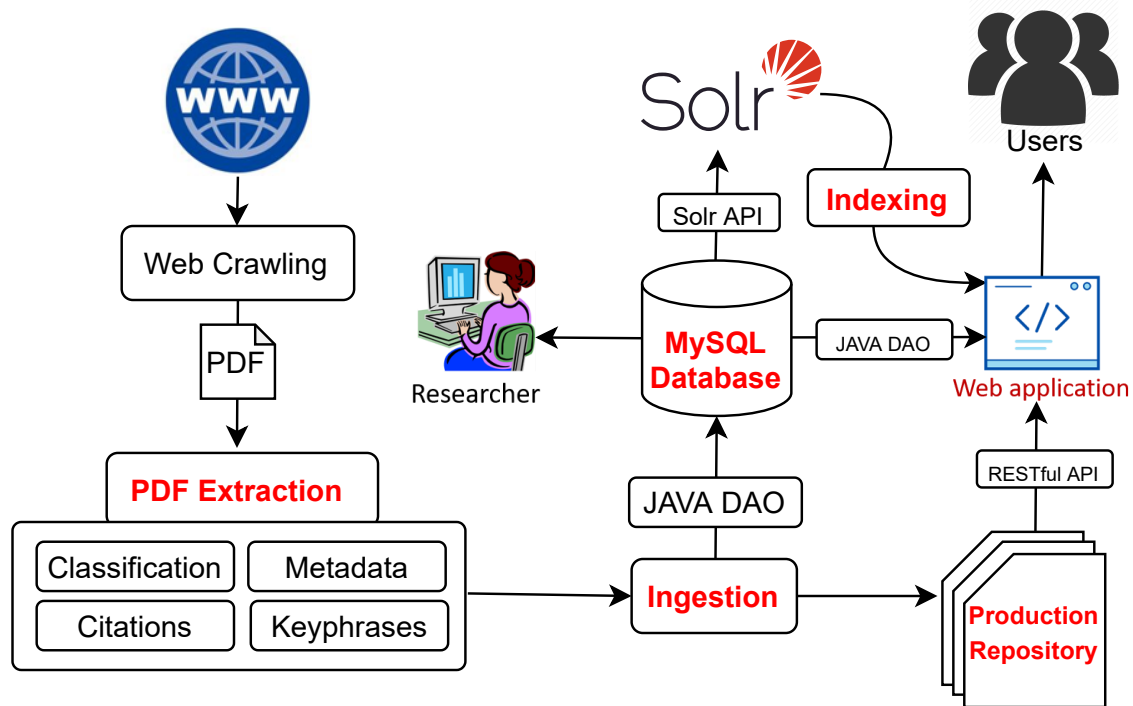 WWW
Solr
Users
Indexing
Solr API
Web Crawling
PDF
Researcher
MySQL
Database
JAVA DAO
</>
Web application
PDF Extraction
Classification
Metadata
Citations
Keyphrases
JAVA DAO
Ingestion
RESTful API
Production
Repository